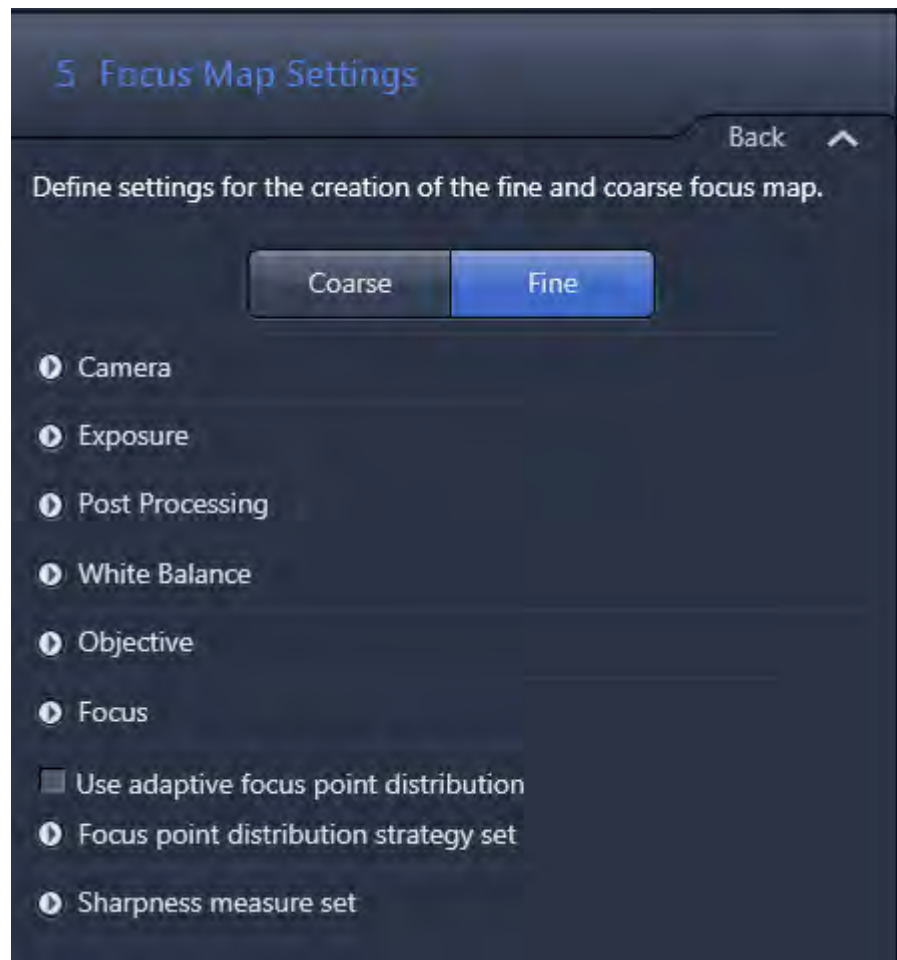 5 Focus Map Settings
Back
Define settings for the creation of the fine and coarse focus map.
Coarse Fine
Camera
Exposure
Post Processing
White Balance
Objective
Focus
Use adaptive focus point distribution
Focus point distribution strategy set
Sharpness measure set